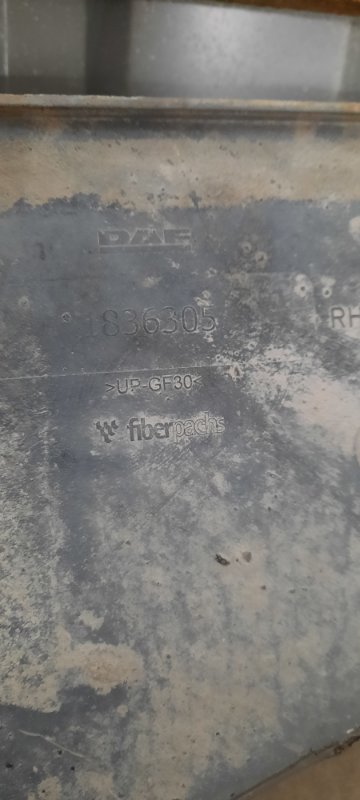 DAF
1836305 RH
>UP-GF30<
fiberpachs